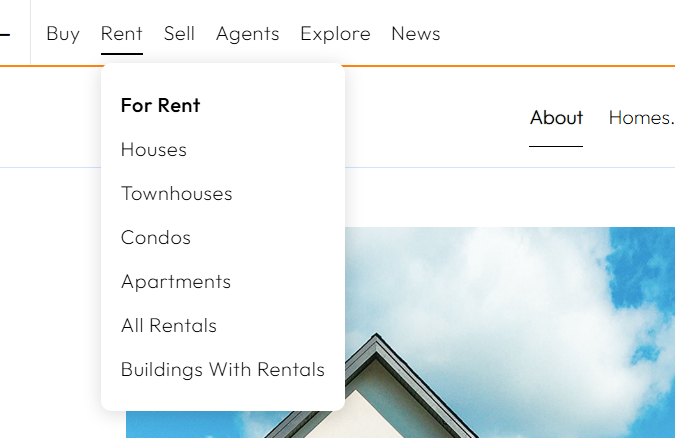 Buy Rent Sell Agents Explore News
For Rent
Houses
Townhouses
Condos
Apartments
All Rentals
Buildings With Rentals
About Homes.